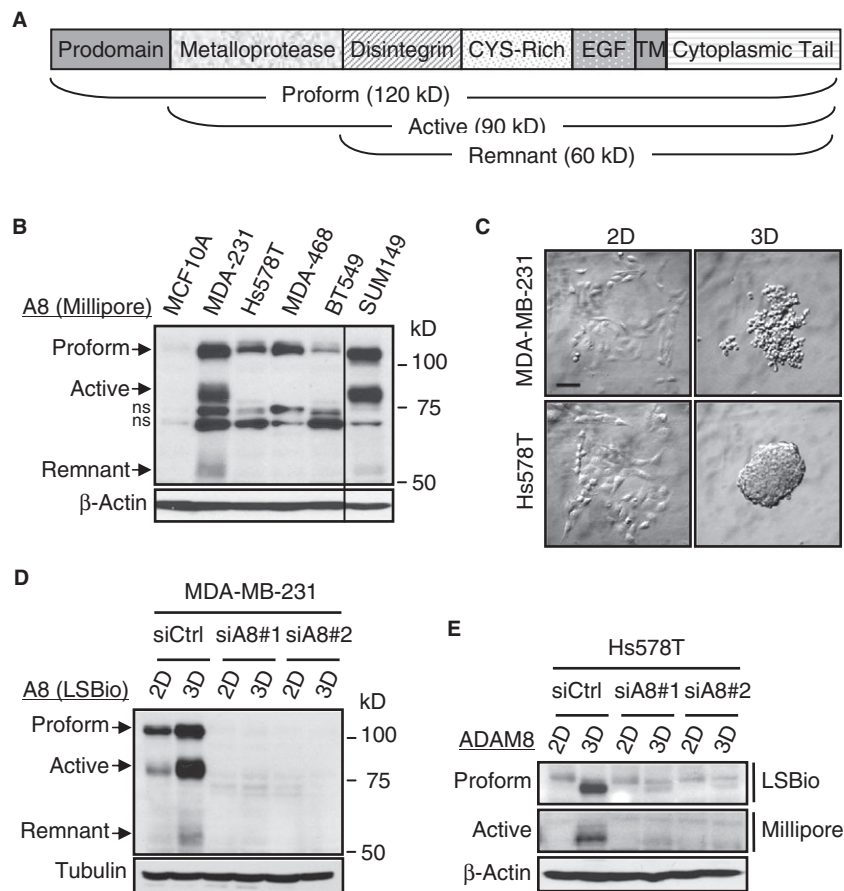 A
Prodomain Metalloprotease Disintegrin CYS-Rich EGF TM Cytoplasmic Tail
Proform (120 kD)
Active (90 kD)
Remnant (60 kD)
B
A8 (Millipore)
MCF10A
MDA-231
Hs578T
MDA-468
BT549
SUM149
kD
Proform
100
Active
75
ns
ns
Remnant
50
β-Actin
C
2D 3D
MDA-MB-231
Hs578T
D
MDA-MB-231
siCtrl siA8#1 siA8#2
A8 (LSBio) 2D 3D 2D 3D 2D 3D kD
Proform
100
Active
75
Remnant
50
Tubulin
E
Hs578T
siCtrl siA8#1 siA8#2
ADAM8 2D 3D 2D 3D 2D 3D
Proform LSBio
Active Millipore
β-Actin